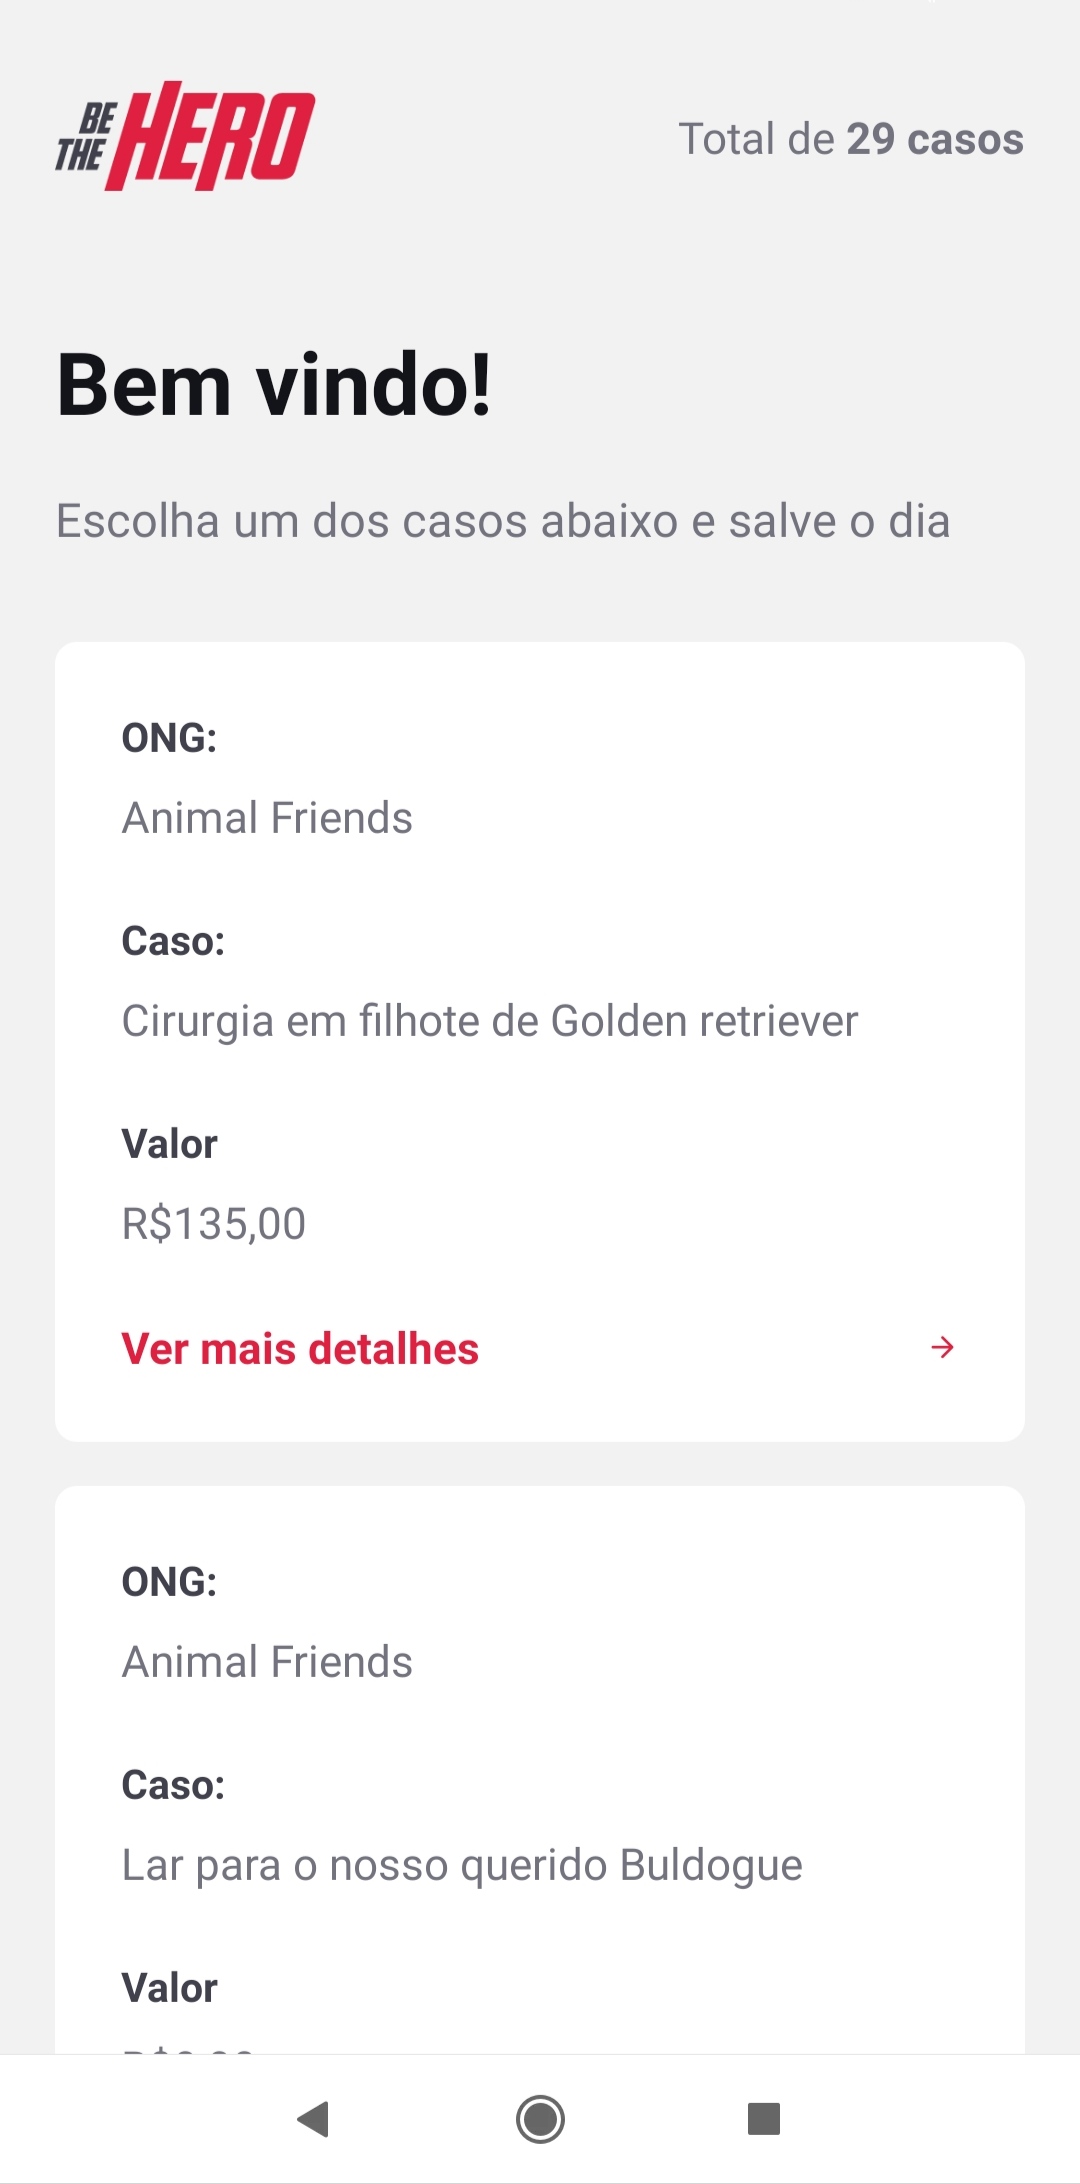 BE THE HERO
Total de 29 casos
Bem vindo!
Escolha um dos casos abaixo e salve o dia
ONG:
Animal Friends
Caso:
Cirurgia em filhote de Golden retriever
Valor
R$135,00
Ver mais detalhes
ONG:
Animal Friends
Caso:
Lar para o nosso querido Buldogue
Valor